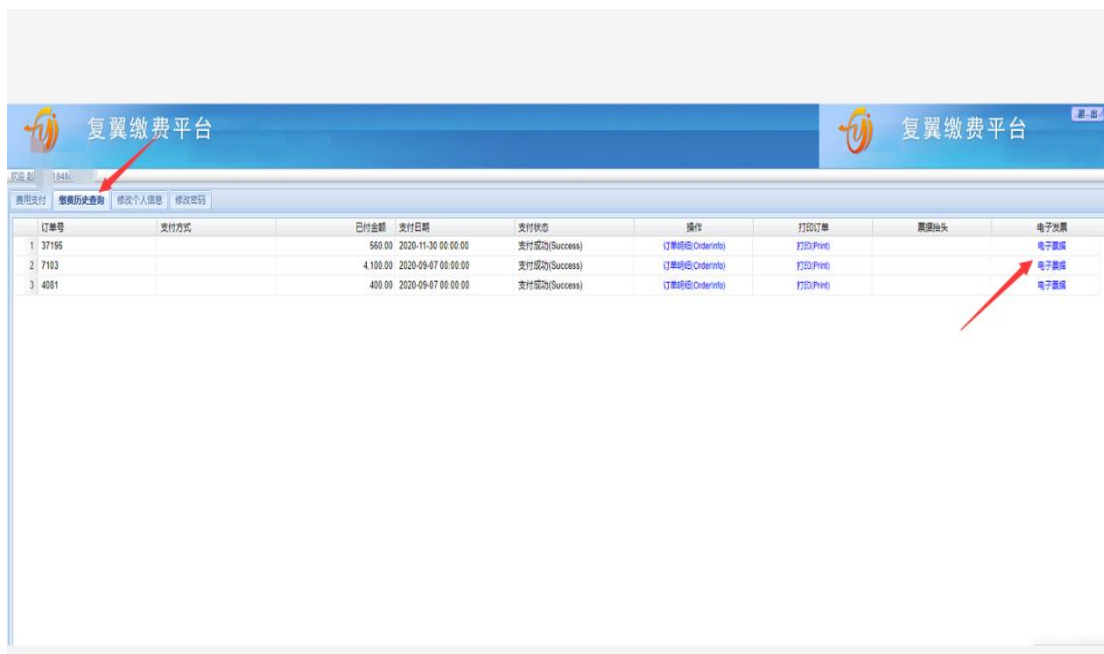 复翼缴费平台
复翼缴费平台
退 出
欢迎 赵 1848
费用支付 缴费历史查询 修改个人信息 修改密码
订单号 支付方式 已付金额 支付日期 支付状态 操作 打印订单 票据抬头 电子发票
1 37195 560.00 2020-11-30 00:00:00 支付成功(Success) 订单明细(OrderInfo) 打印(Print) 电子票据
2 7103 4,100.00 2020-09-07 00:00:00 支付成功(Success) 订单明细(OrderInfo) 打印(Print) 电子票据
3 4081 400.00 2020-09-07 00:00:00 支付成功(Success) 订单明细(OrderInfo) 打印(Print) 电子票据